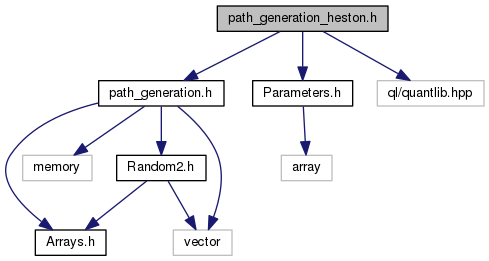 path_generation_heston.h
path_generation.h
Parameters.h
ql/quantlib.hpp
memory
Random2.h
array
Arrays.h
vector